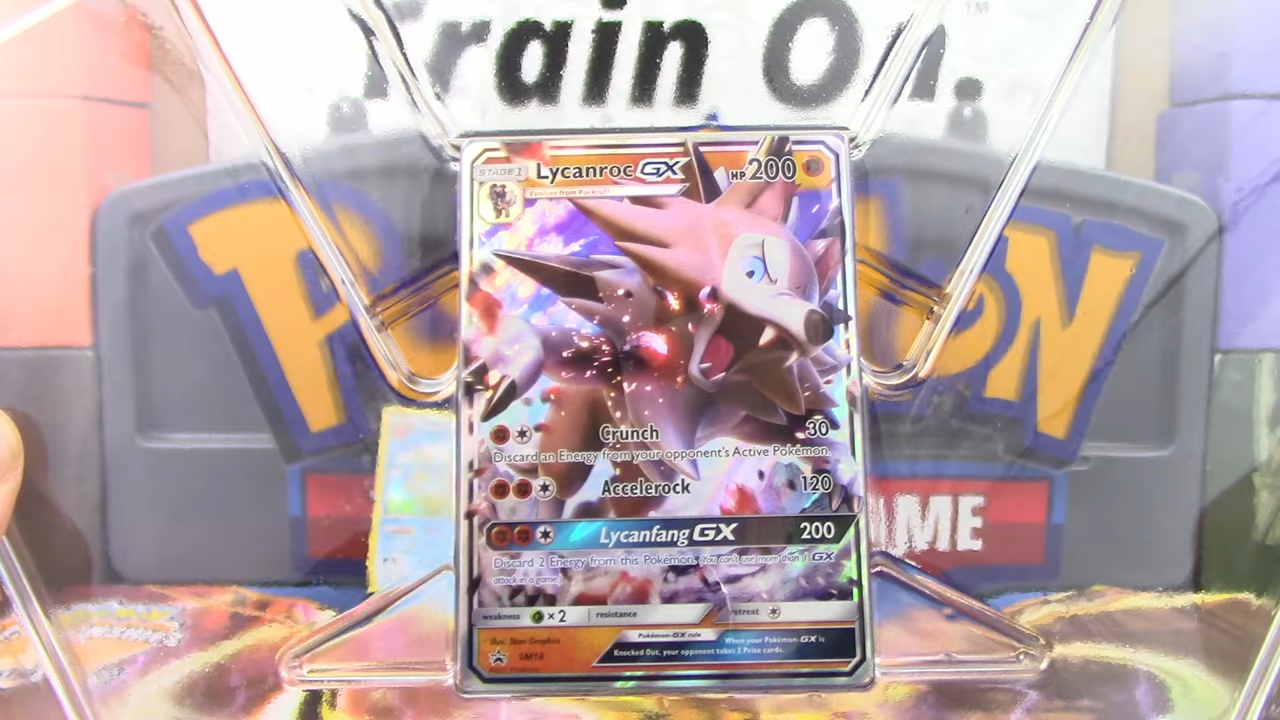 Train On.
TM
POKéMON
AME
STAGE 1 Lycanroc GX HP 200
Evolves from Rockruff
Crunch 30
Discard an Energy from your opponent's Active Pokémon.
Accelerock 120
Lycanfang GX 200
Discard 2 Energy from this Pokémon. (You can't use more than 1 GX
attack in a game.)
weakness ×2 resistance retreat
Pokémon-GX rule When your Pokémon-GX is
Knocked Out, your opponent takes 2 Prize cards.
SM14